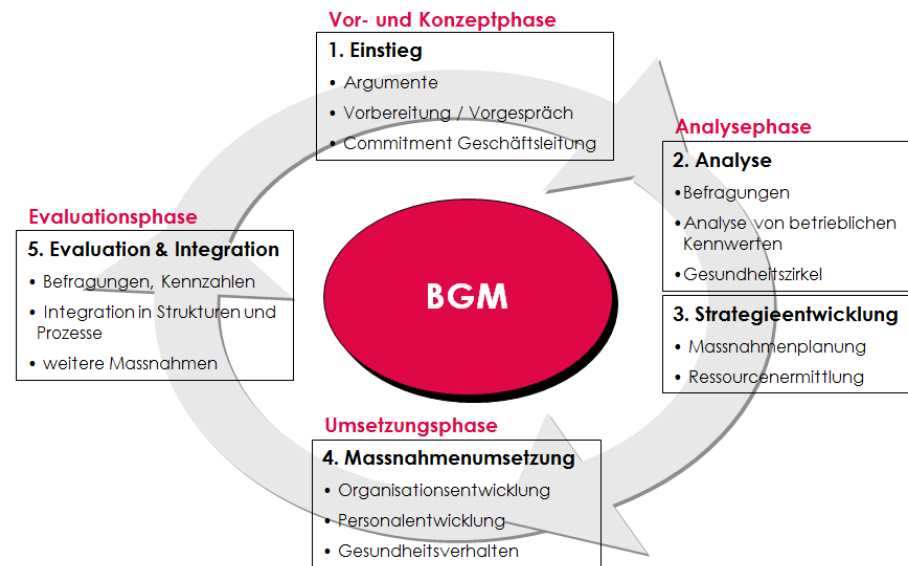 Vor- und Konzeptphase
1. Einstieg
• Argumente
• Vorbereitung / Vorgespräch
• Commitment Geschäftsleitung
Analysephase
2. Analyse
•Befragungen
•Analyse von betrieblichen
Kennwerten
•Gesundheitszirkel
3. Strategieentwicklung
• Massnahmenplanung
• Ressourcenermittlung
Umsetzungsphase
4. Massnahmenumsetzung
• Organisationsentwicklung
• Personalentwicklung
• Gesundheitsverhalten
Evaluationsphase
5. Evaluation & Integration
• Befragungen, Kennzahlen
• Integration in Strukturen und
Prozesse
• weitere Massnahmen
BGM